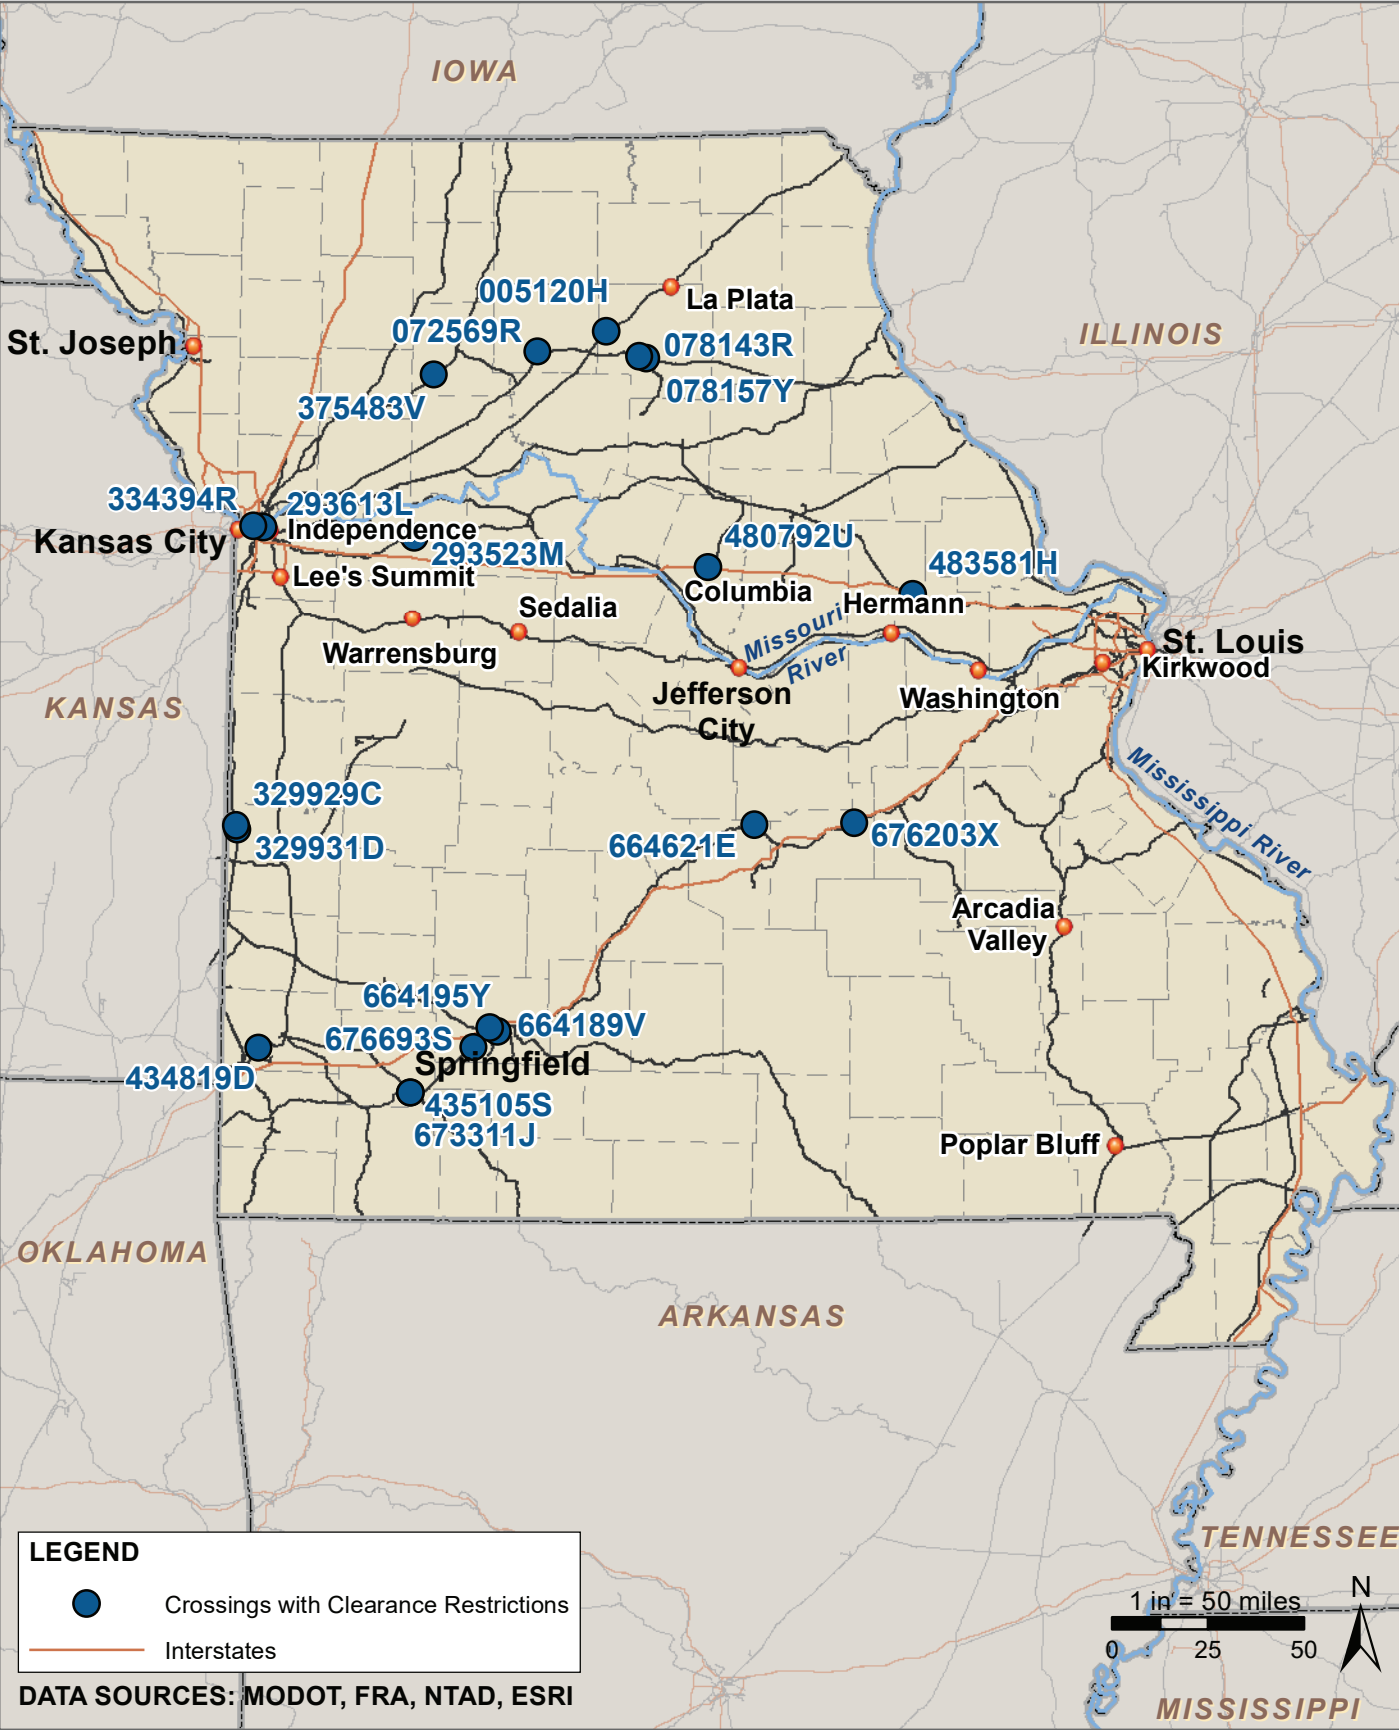 IOWA
005120H
La Plata
072569R
ILLINOIS
St. Joseph
078143R
078157Y
375483V
334394R
293613L
Independence
Kansas City
293523M
480792U
483581H
Lee's Summit
Columbia
Hermann
Sedalia
Missouri
River
Warrensburg
St. Louis
Kirkwood
Jefferson
City
Washington
KANSAS
Mississippi River
329929C
329931D
664621E
676203X
Arcadia
Valley
664195Y
664189V
676693S
Springfield
434819D
435105S
673311J
Poplar Bluff
OKLAHOMA
ARKANSAS
TENNESSEE
LEGEND
Crossings with Clearance Restrictions
Interstates
DATA SOURCES: MODOT, FRA, NTAD, ESRI
1 in = 50 miles
N
0 25 50
MISSISSIPPI